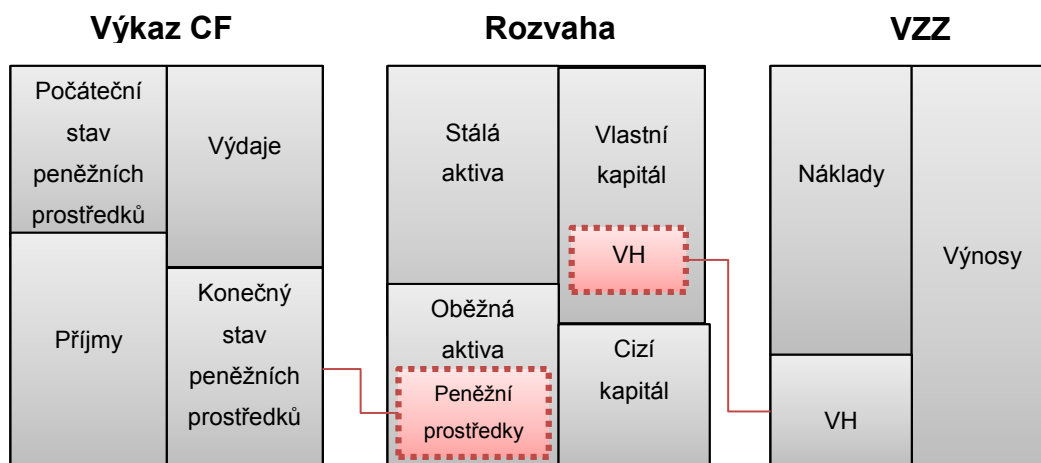 Výkaz CF
Rozvaha
VZZ
Počáteční
stav
peněžních
prostředků
Výdaje
Příjmy
Konečný
stav
peněžních
prostředků
Stálá
aktiva
Vlastní
kapitál
VH
Oběžná
aktiva
Peněžní
prostředky
Cizí
kapitál
Náklady
Výnosy
VH